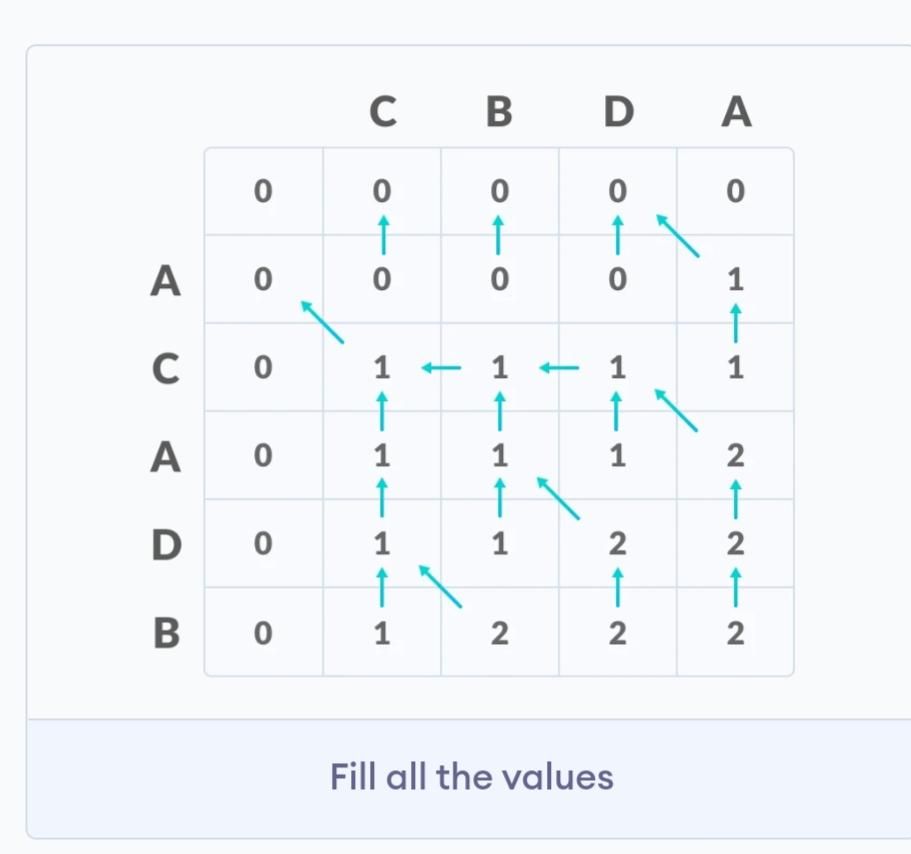 C B D A
0 0 0 0 0
A 0 0 0 0 1
C 0 1 1 1 1
A 0 1 1 1 2
D 0 1 1 2 2
B 0 1 2 2 2
Fill all the values